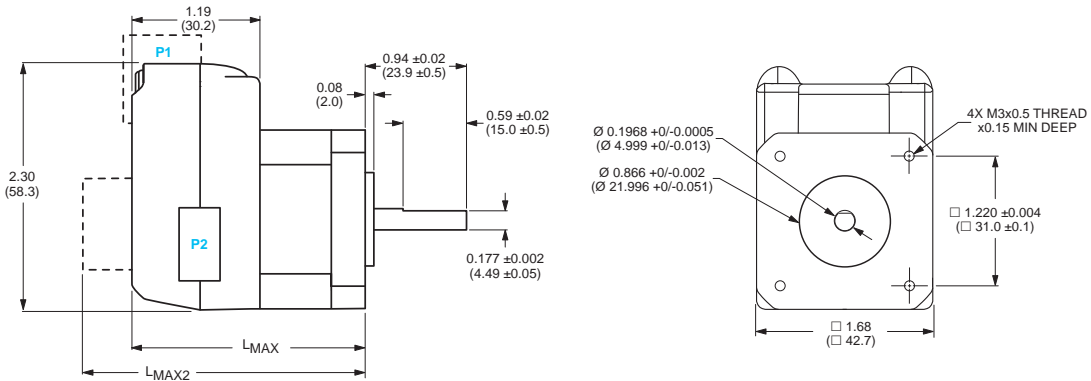 1.19
(30.2)
P1
0.94 ±0.02
(23.9 ±0.5)
0.08
(2.0)
0.59 ±0.02
(15.0 ±0.5)
2.30
(58.3)
P2
0.177 ±0.002
(4.49 ±0.05)
LMAX
LMAX2
4X M3x0.5 THREAD
x0.15 MIN DEEP
Ø 0.1968 +0/-0.0005
(Ø 4.999 +0/-0.013)
Ø 0.866 +0/-0.002
(Ø 21.996 +0/-0.051)
□ 1.220 ±0.004
(□ 31.0 ±0.1)
□ 1.68
(□ 42.7)